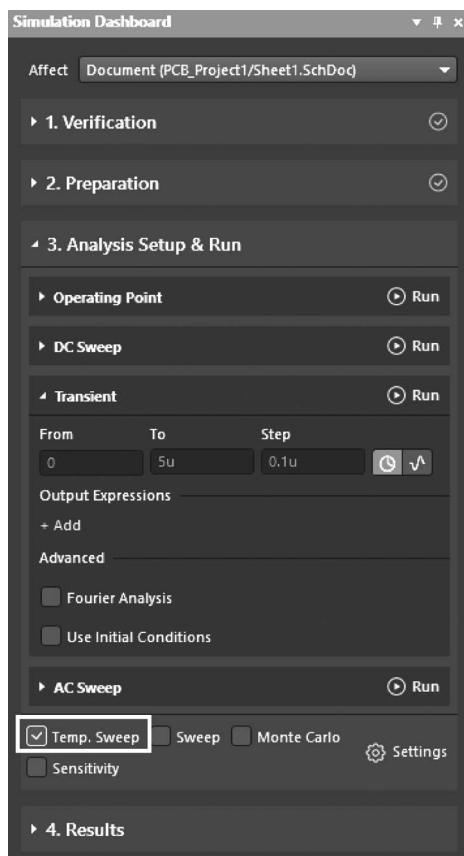 Simulation Dashboard
Affect Document (PCB_Project1/Sheet1.SchDoc)
1. Verification
2. Preparation
3. Analysis Setup & Run
Operating Point Run
DC Sweep Run
Transient Run
From To Step
0 5u 0.1u
Output Expressions
+ Add
Advanced
Fourier Analysis
Use Initial Conditions
AC Sweep Run
Temp. Sweep Sweep Monte Carlo
Settings
Sensitivity
4. Results